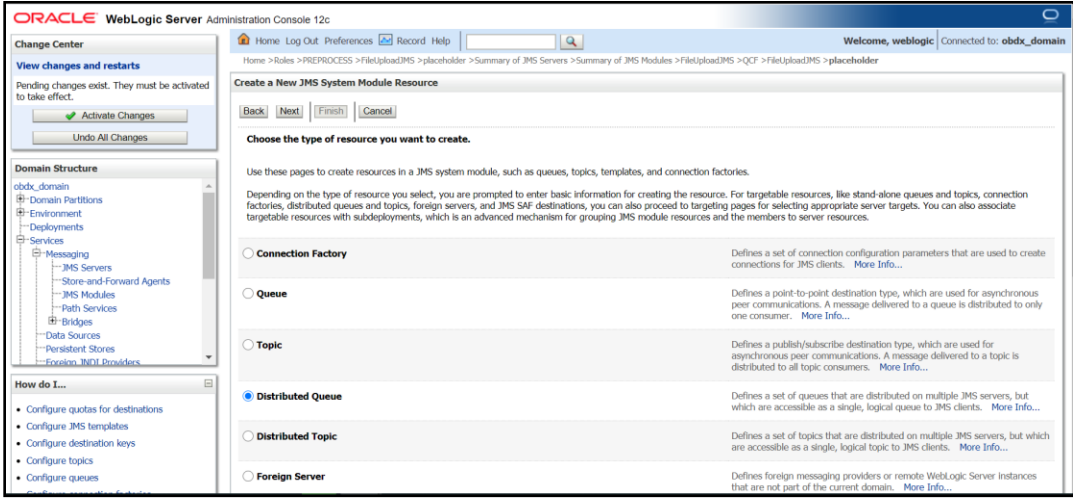 ORACLE WebLogic Server Administration Console 12c
Change Center
View changes and restarts
Pending changes exist. They must be activated
to take effect.
Activate Changes
Undo All Changes
Domain Structure
obdx_domain
Domain Partitions
Environment
Deployments
Services
Messaging
JMS Servers
Store-and-Forward Agents
JMS Modules
Path Services
Bridges
Data Sources
Persistent Stores
Foreign JNDI Providers
How do I...
Configure quotas for destinations
Configure JMS templates
Configure destination keys
Configure topics
Configure queues
Configure connection factories
Home Log Out Preferences Record Help
Welcome, weblogic Connected to: obdx_domain
Home >Roles >PREPROCESS >FileUploadJMS >placeholder >Summary of JMS Servers >Summary of JMS Modules >FileUploadJMS >QCF >FileUploadJMS >placeholder
Create a New JMS System Module Resource
Back Next Finish Cancel
Choose the type of resource you want to create.
Use these pages to create resources in a JMS system module, such as queues, topics, templates, and connection factories.
Depending on the type of resource you select, you are prompted to enter basic information for creating the resource. For targetable resources, like stand-alone queues and topics, connection
factories, distributed queues and topics, foreign servers, and JMS SAF destinations, you can also proceed to targeting pages for selecting appropriate server targets. You can also associate
targetable resources with subdeployments, which is an advanced mechanism for grouping JMS module resources and the members to server resources.
Connection Factory
Defines a set of connection configuration parameters that are used to create
connections for JMS clients. More Info...
Queue
Defines a point-to-point destination type, which are used for asynchronous
peer communications. A message delivered to a queue is distributed to only
one consumer. More Info...
Topic
Defines a publish/subscribe destination type, which are used for
asynchronous peer communications. A message delivered to a topic is
distributed to all topic consumers. More Info...
Distributed Queue
Defines a set of queues that are distributed on multiple JMS servers, but
which are accessible as a single, logical queue to JMS clients. More Info...
Distributed Topic
Defines a set of topics that are distributed on multiple JMS servers, but which
are accessible as a single, logical topic to JMS clients. More Info...
Foreign Server
Defines foreign messaging providers or remote WebLogic Server instances
that are not part of the current domain. More Info...